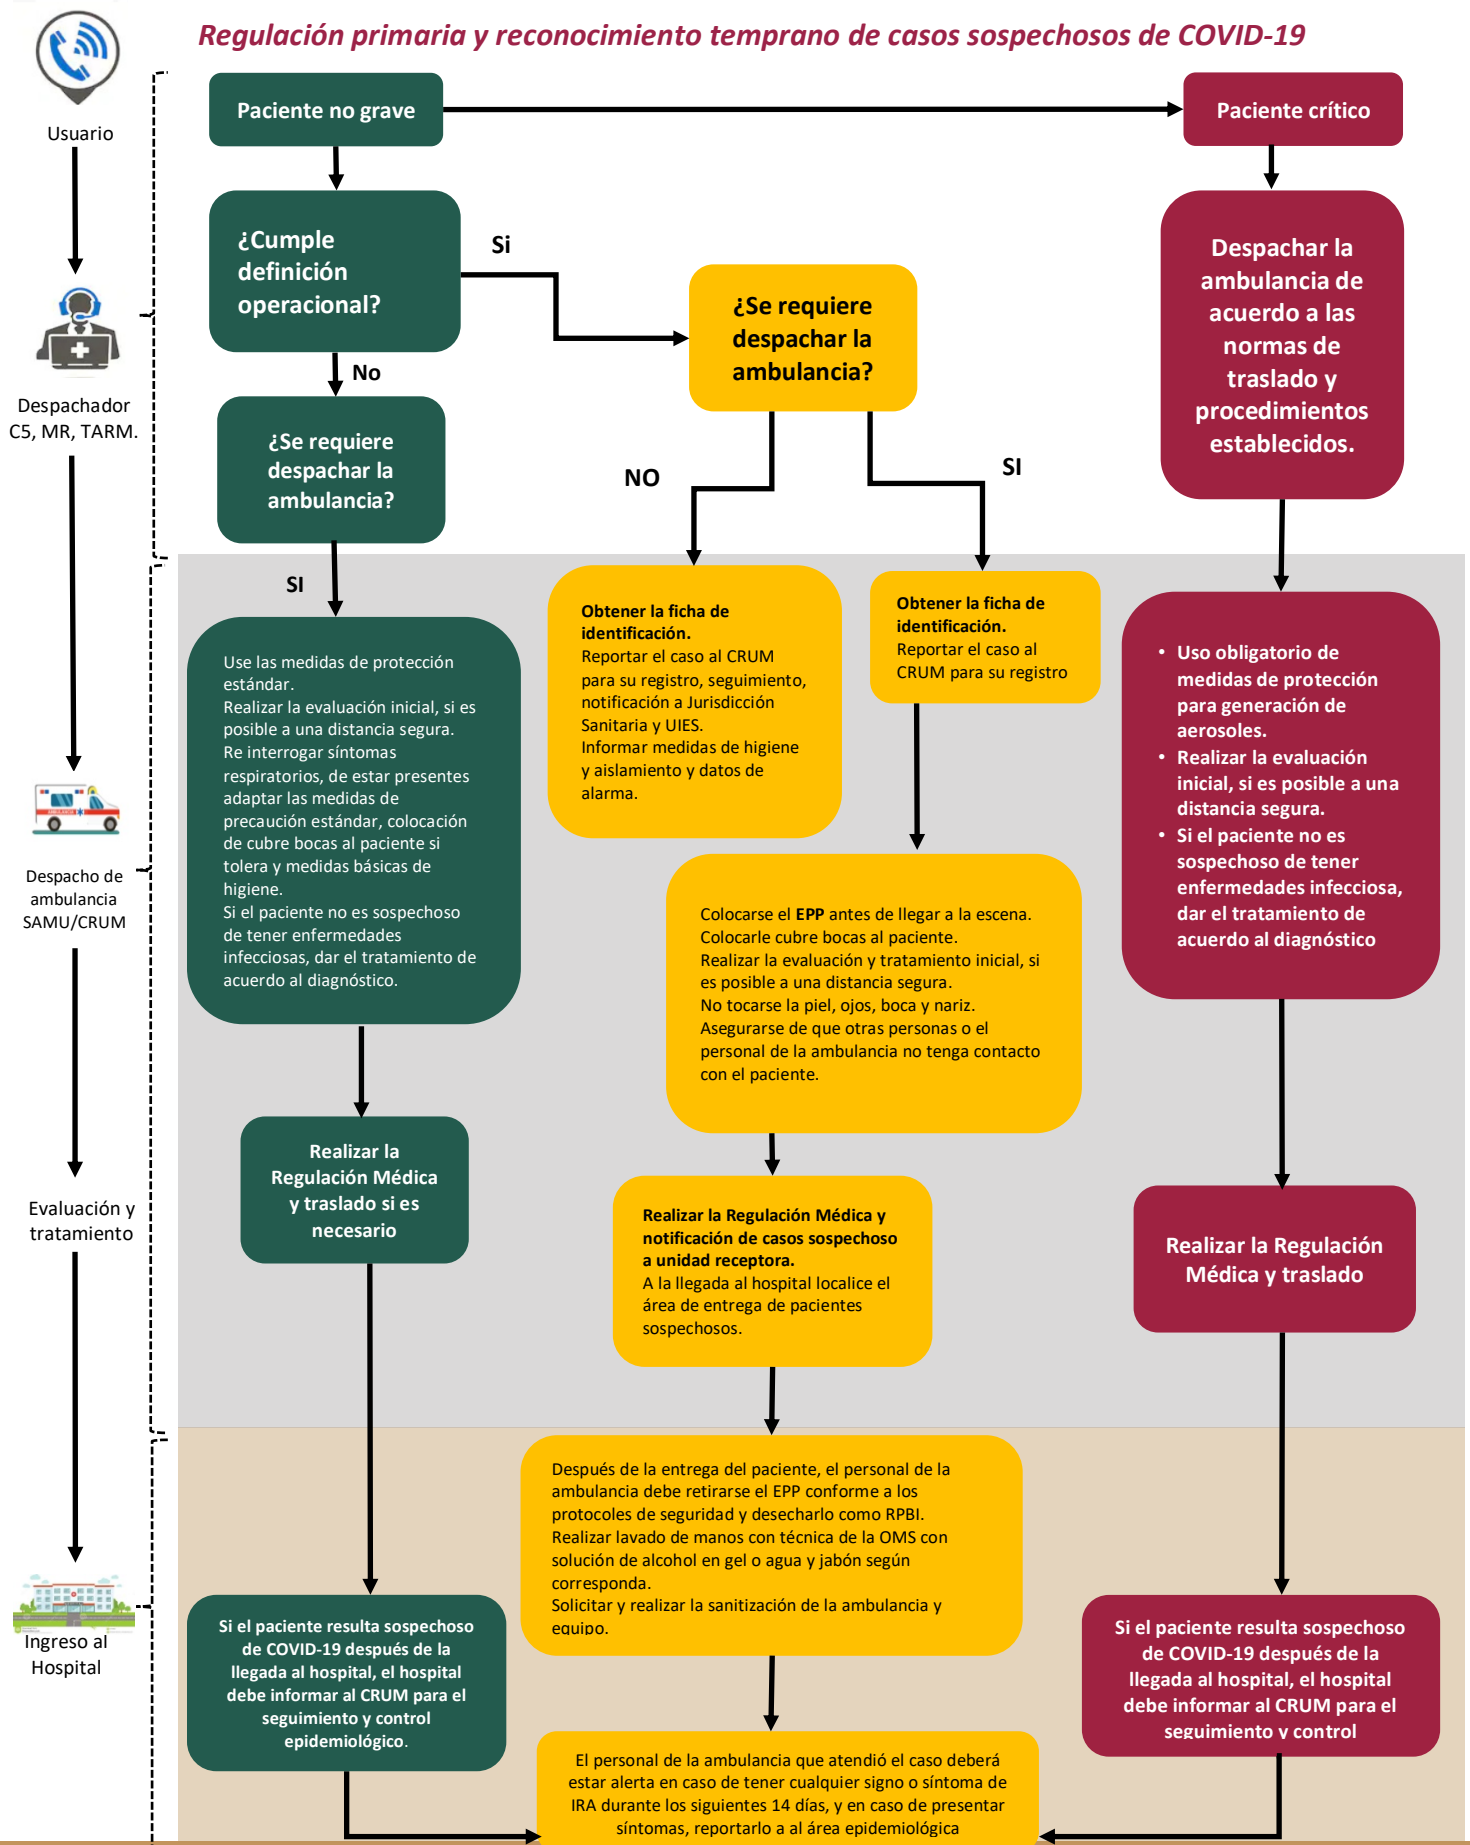 Regulación primaria y reconocimiento temprano de casos sospechosos de COVID-19
Usuario
Despachador
C5, MR, TARM.
Despacho de
ambulancia
SAMU/CRUM
Evaluación y
tratamiento
Ingreso al
Hospital
Paciente no grave
Paciente crítico
¿Cumple
definición
operacional?
Si
No
¿Se requiere
despachar la
ambulancia?
¿Se requiere
despachar la
ambulancia?
NO
SI
SI
Despachar la
ambulancia de
acuerdo a las
normas de
traslado y
procedimientos
establecidos.
Use las medidas de protección
estándar.
Realizar la evaluación inicial, si es
posible a una distancia segura.
Re interrogar síntomas
respiratorios, de estar presentes
adaptar las medidas de
precaución estándar, colocación
de cubre bocas al paciente si
tolera y medidas básicas de
higiene.
Si el paciente no es sospechoso
de tener enfermedades
infecciosas, dar el tratamiento de
acuerdo al diagnóstico.
Obtener la ficha de
identificación.
Reportar el caso al CRUM
para su registro, seguimiento,
notificación a Jurisdicción
Sanitaria y UIES.
Informar medidas de higiene
y aislamiento y datos de
alarma.
Obtener la ficha de
identificación.
Reportar el caso al
CRUM para su registro
• Uso obligatorio de
medidas de protección
para generación de
aerosoles.
• Realizar la evaluación
inicial, si es posible a una
distancia segura.
• Si el paciente no es
sospechoso de tener
enfermedades infecciosa,
dar el tratamiento de
acuerdo al diagnóstico
Colocarse el EPP antes de llegar a la escena.
Colocarle cubre bocas al paciente.
Realizar la evaluación y tratamiento inicial, si
es posible a una distancia segura.
No tocarse la piel, ojos, boca y nariz.
Asegurarse de que otras personas o el
personal de la ambulancia no tenga contacto
con el paciente.
Realizar la
Regulación Médica
y traslado si es
necesario
Realizar la Regulación Médica y
notificación de casos sospechoso
a unidad receptora.
A la llegada al hospital localice el
área de entrega de pacientes
sospechosos.
Realizar la Regulación
Médica y traslado
Después de la entrega del paciente, el personal de la
ambulancia debe retirarse el EPP conforme a los
protocoles de seguridad y desecharlo como RPBI.
Realizar lavado de manos con técnica de la OMS con
solución de alcohol en gel o agua y jabón según
corresponda.
Solicitar y realizar la sanitización de la ambulancia y
equipo.
Si el paciente resulta sospechoso
de COVID-19 después de la
llegada al hospital, el hospital
debe informar al CRUM para el
seguimiento y control
epidemiológico.
Si el paciente resulta sospechoso
de COVID-19 después de la
llegada al hospital, el hospital
debe informar al CRUM para el
seguimiento y control
El personal de la ambulancia que atendió el caso deberá
estar alerta en caso de tener cualquier signo o síntoma de
IRA durante los siguientes 14 días, y en caso de presentar
síntomas, reportarlo a al área epidemiológica